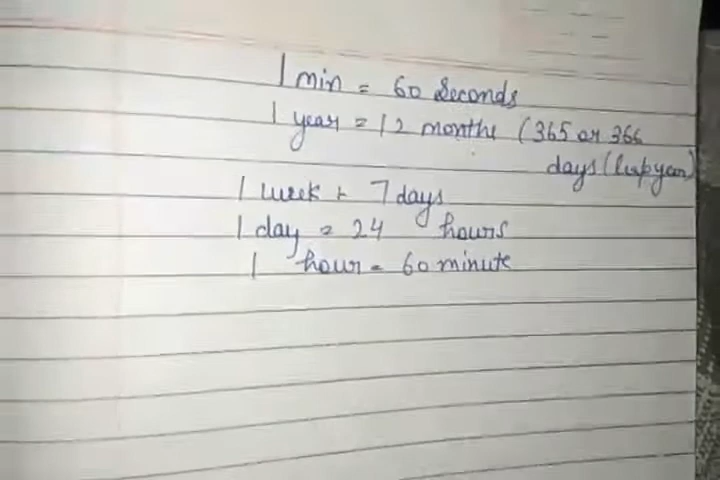 1 min = 60 Seconds
1 year = 12 months (365 or 366
days (leap year)
1 week = 7 days
1 day = 24 hours
1 hour = 60 minute